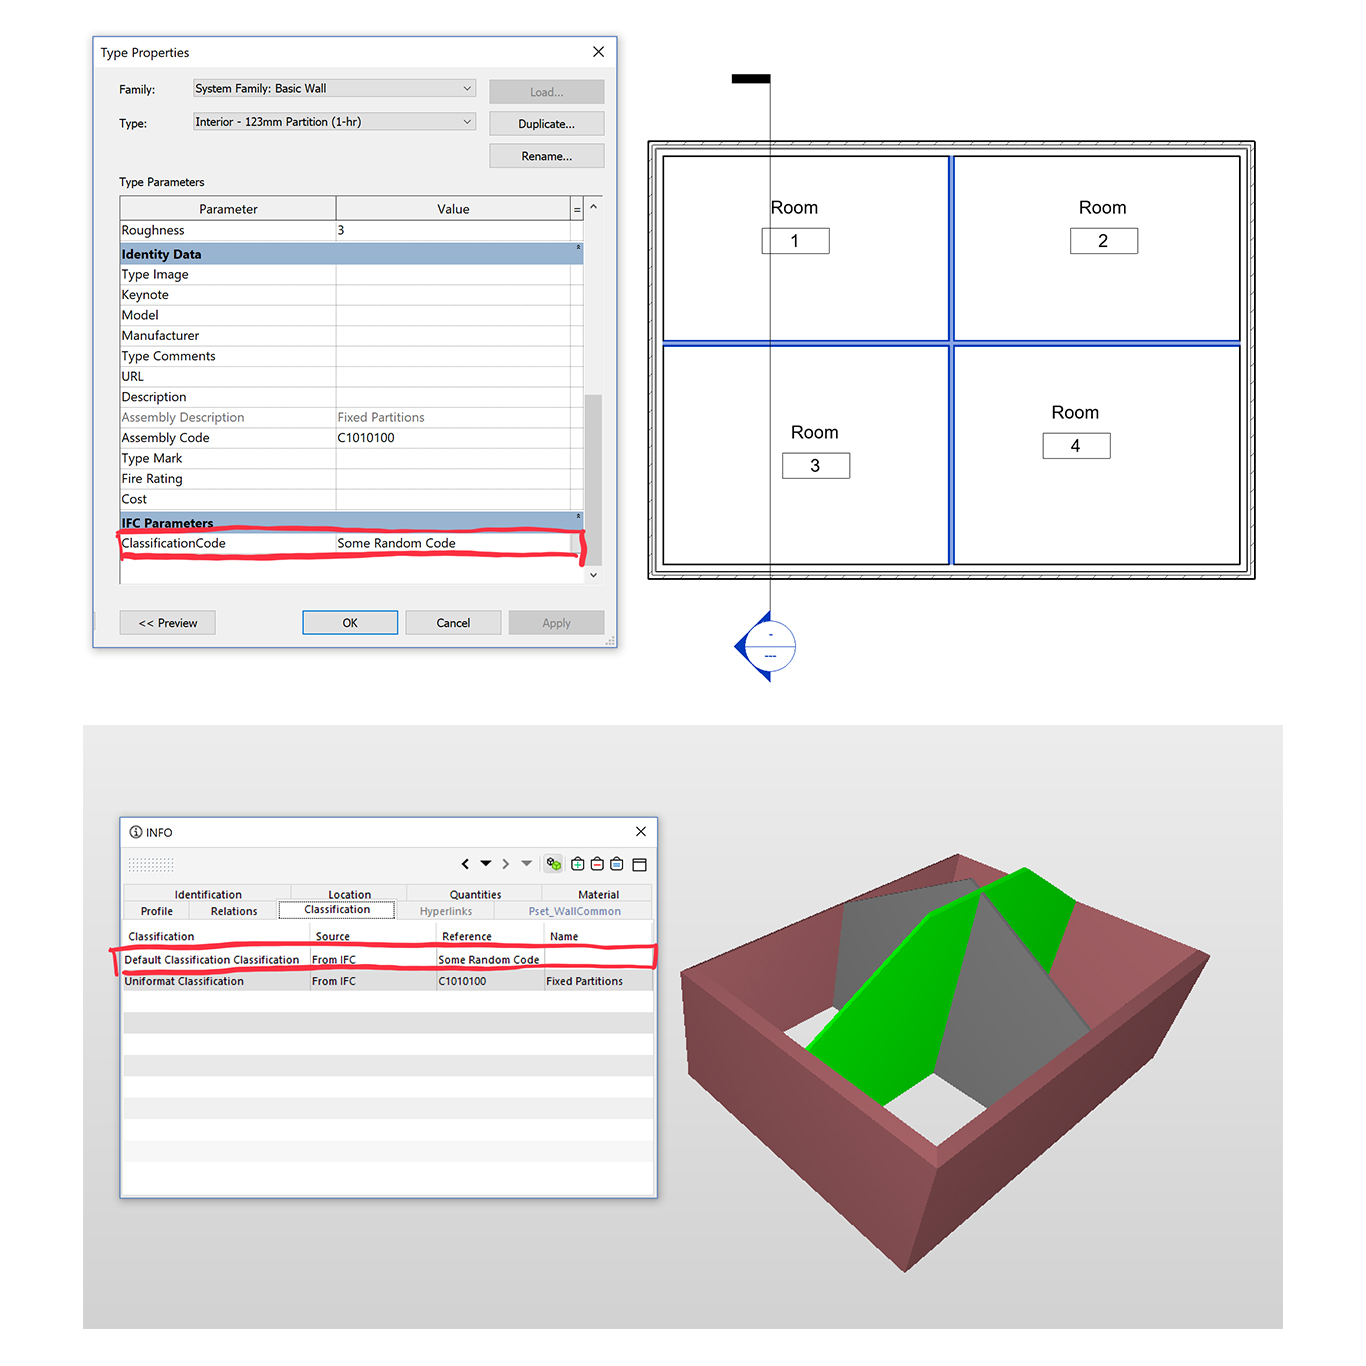 Type Properties
Family:
System Family: Basic Wall
Load...
Type:
Interior - 123mm Partition (1-hr)
Duplicate...
Rename...
Type Parameters
Parameter Value =
Roughness 3
Identity Data
Type Image
Keynote
Model
Manufacturer
Type Comments
URL
Description
Assembly Description Fixed Partitions
Assembly Code C1010100
Type Mark
Fire Rating
Cost
IFC Parameters
ClassificationCode Some Random Code
<< Preview OK Cancel Apply
Room
1
Room
2
Room
3
Room
4
-
---
INFO
Identification Location Quantities Material
Profile Relations Classification Hyperlinks Pset_WallCommon
Classification Source Reference Name
Default Classification Classification From IFC Some Random Code
Uniformat Classification From IFC C1010100 Fixed Partitions